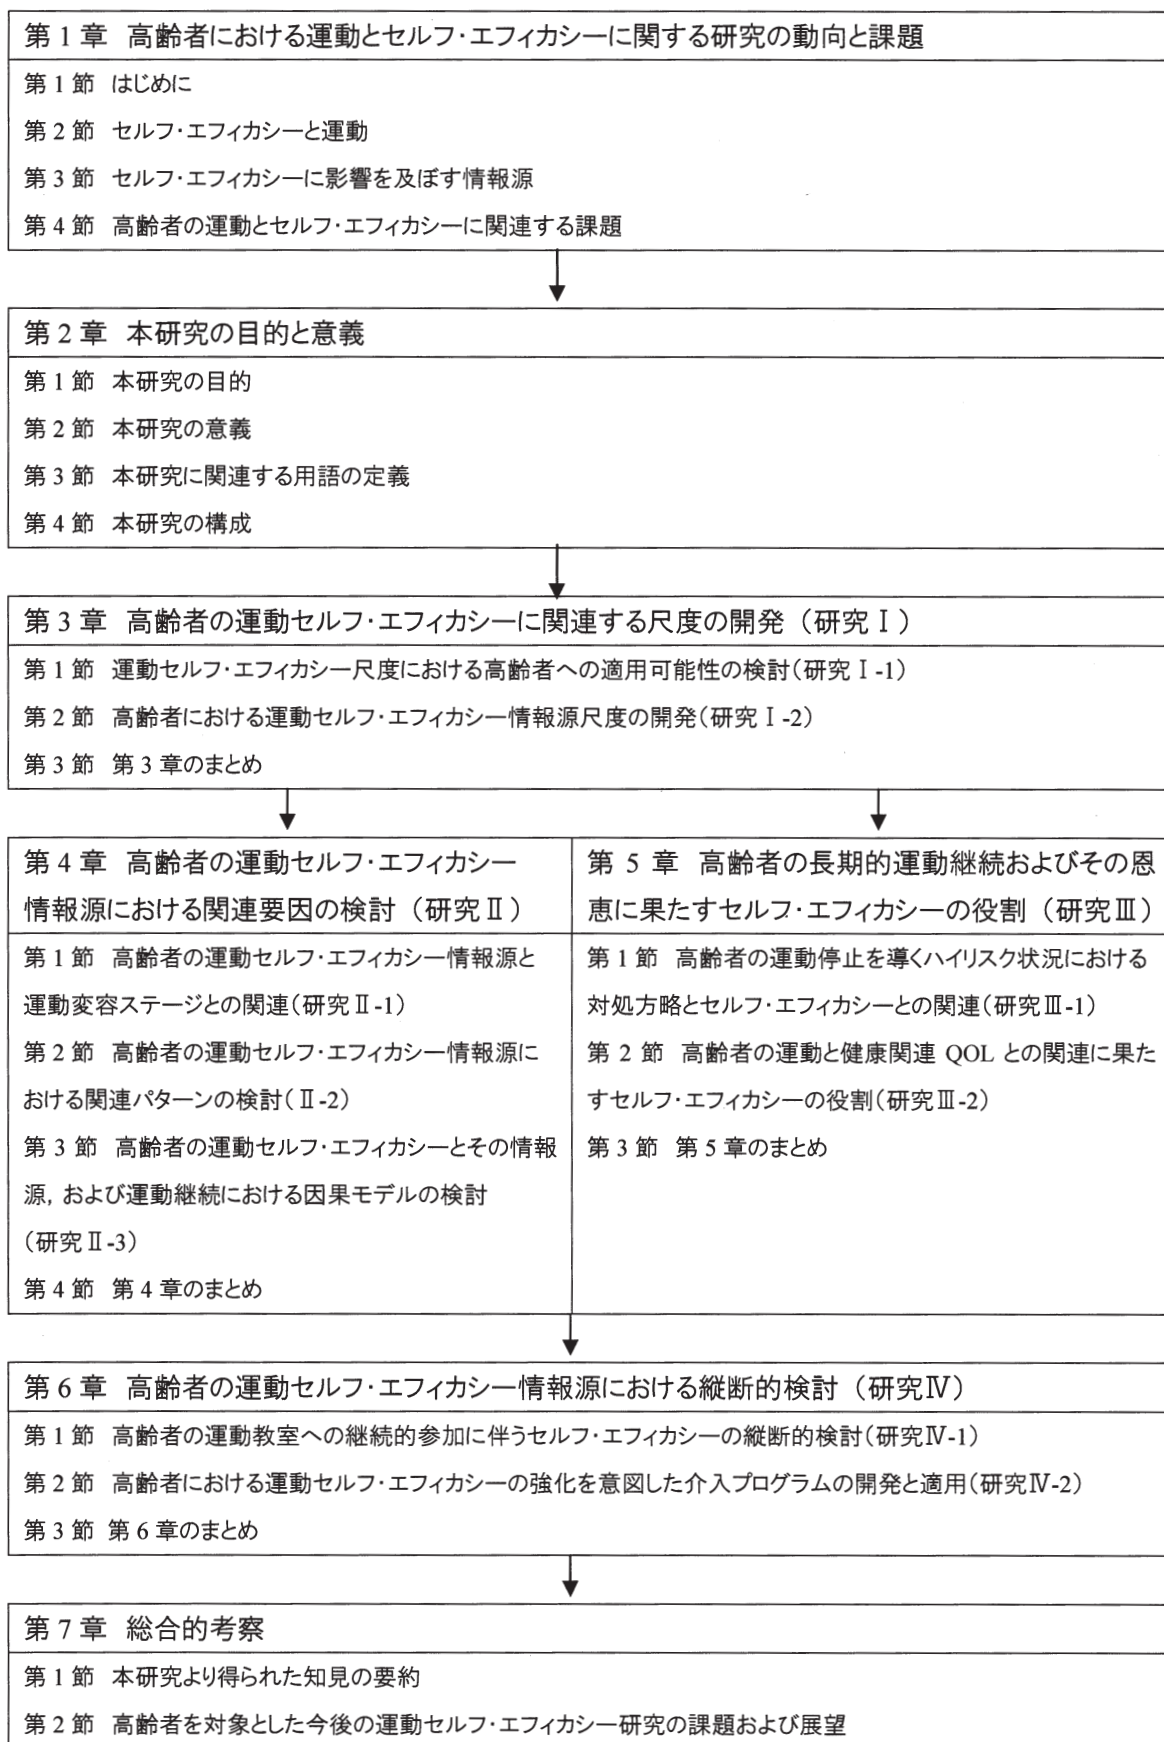 第1章 高齢者における運動とセルフ・エフィカシーに関する研究の動向と課題
第1節 はじめに
第2節 セルフ・エフィカシーと運動
第3節 セルフ・エフィカシーに影響を及ぼす情報源
第4節 高齢者の運動とセルフ・エフィカシーに関連する課題
第2章 本研究の目的と意義
第1節 本研究の目的
第2節 本研究の意義
第3節 本研究に関連する用語の定義
第4節 本研究の構成
第3章 高齢者の運動セルフ・エフィカシーに関連する尺度の開発（研究Ⅰ）
第1節 運動セルフ・エフィカシー尺度における高齢者への適用可能性の検討（研究Ⅰ-1）
第2節 高齢者における運動セルフ・エフィカシー情報源尺度の開発（研究Ⅰ-2）
第3節 第3章のまとめ
第4章 高齢者の運動セルフ・エフィカシー
情報源における関連要因の検討（研究Ⅱ）
第1節 高齢者の運動セルフ・エフィカシー情報源と
運動変容ステージとの関連（研究Ⅱ-1）
第2節 高齢者の運動セルフ・エフィカシー情報源に
おける関連パターンの検討（Ⅱ-2）
第3節 高齢者の運動セルフ・エフィカシーとその情報
源，および運動継続における因果モデルの検討
（研究Ⅱ-3）
第4節 第4章のまとめ
第5章 高齢者の長期的運動継続およびその恩
恵に果たすセルフ・エフィカシーの役割（研究Ⅲ）
第1節 高齢者の運動停止を導くハイリスク状況における
対処方略とセルフ・エフィカシーとの関連（研究Ⅲ-1）
第2節 高齢者の運動と健康関連 QOL との関連に果た
すセルフ・エフィカシーの役割（研究Ⅲ-2）
第3節 第5章のまとめ
第6章 高齢者の運動セルフ・エフィカシー情報源における縦断的検討（研究Ⅳ）
第1節 高齢者の運動教室への継続的参加に伴うセルフ・エフィカシーの縦断的検討（研究Ⅳ-1）
第2節 高齢者における運動セルフ・エフィカシーの強化を意図した介入プログラムの開発と適用（研究Ⅳ-2）
第3節 第6章のまとめ
第7章 総合的考察
第1節 本研究より得られた知見の要約
第2節 高齢者を対象とした今後の運動セルフ・エフィカシー研究の課題および展望